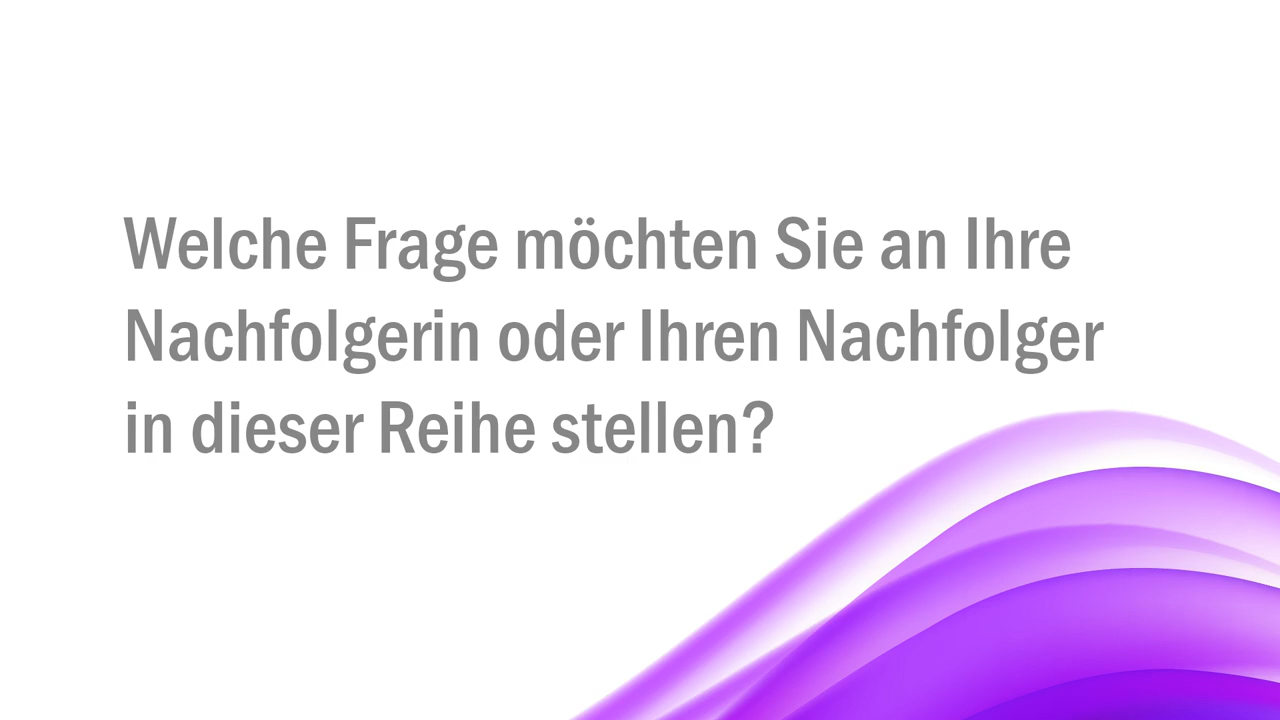 Welche Frage möchten Sie an Ihre
Nachfolgerin oder Ihren Nachfolger
in dieser Reihe stellen?